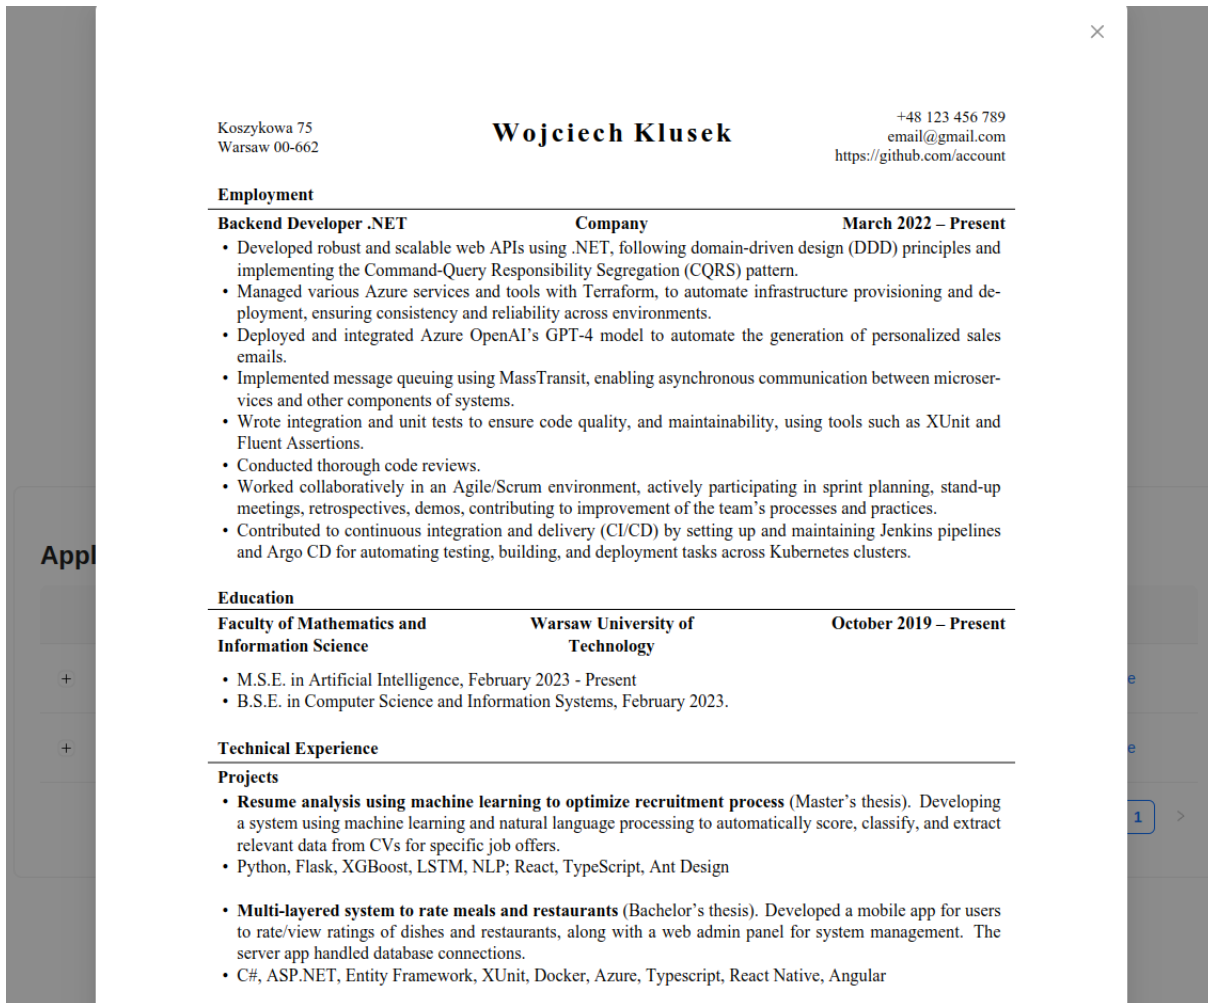 Koszykowa 75
Warsaw 00-662
Wojciech Klusek
+48 123 456 789
email@gmail.com
https://github.com/account
Employment
Backend Developer .NET Company March 2022 – Present
• Developed robust and scalable web APIs using .NET, following domain-driven design (DDD) principles and
implementing the Command-Query Responsibility Segregation (CQRS) pattern.
• Managed various Azure services and tools with Terraform, to automate infrastructure provisioning and de-
ployment, ensuring consistency and reliability across environments.
• Deployed and integrated Azure OpenAI's GPT-4 model to automate the generation of personalized sales
emails.
• Implemented message queuing using MassTransit, enabling asynchronous communication between microser-
vices and other components of systems.
• Wrote integration and unit tests to ensure code quality, and maintainability, using tools such as XUnit and
Fluent Assertions.
• Conducted thorough code reviews.
• Worked collaboratively in an Agile/Scrum environment, actively participating in sprint planning, stand-up
meetings, retrospectives, demos, contributing to improvement of the team's processes and practices.
• Contributed to continuous integration and delivery (CI/CD) by setting up and maintaining Jenkins pipelines
and Argo CD for automating testing, building, and deployment tasks across Kubernetes clusters.
Appl
Education
Faculty of Mathematics and Warsaw University of October 2019 – Present
Information Science Technology
• M.S.E. in Artificial Intelligence, February 2023 - Present
• B.S.E. in Computer Science and Information Systems, February 2023.
e
e
Technical Experience
Projects
• Resume analysis using machine learning to optimize recruitment process (Master's thesis). Developing
a system using machine learning and natural language processing to automatically score, classify, and extract
relevant data from CVs for specific job offers.
• Python, Flask, XGBoost, LSTM, NLP; React, TypeScript, Ant Design
1
• Multi-layered system to rate meals and restaurants (Bachelor's thesis). Developed a mobile app for users
to rate/view ratings of dishes and restaurants, along with a web admin panel for system management. The
server app handled database connections.
• C#, ASP.NET, Entity Framework, XUnit, Docker, Azure, Typescript, React Native, Angular